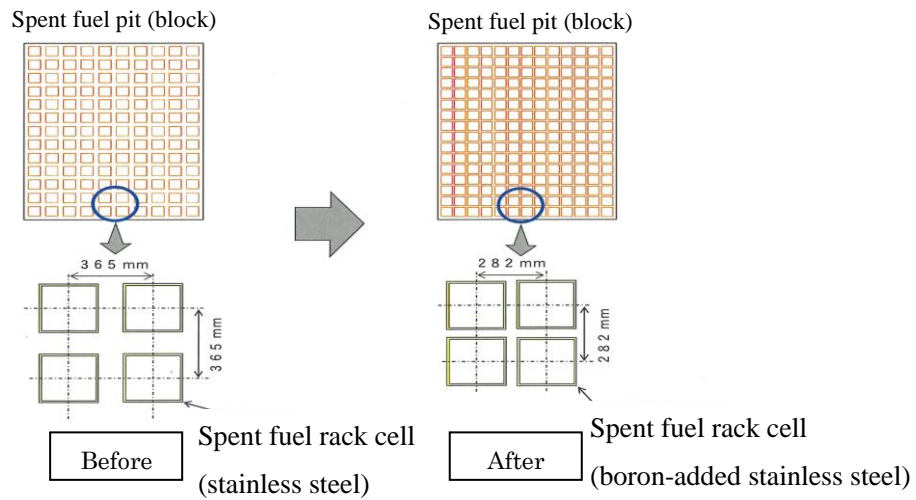 Spent fuel pit (block)
Spent fuel pit (block)
365 mm
365 mm
282 mm
282 mm
Before
Spent fuel rack cell
(stainless steel)
After
Spent fuel rack cell
(boron-added stainless steel)